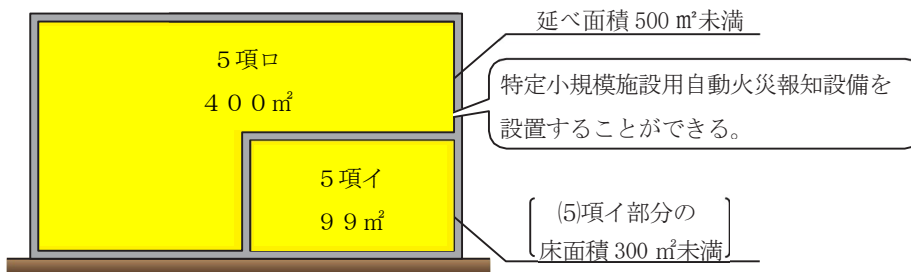 延べ面積 500 ㎡未満
5項ロ
400㎡
特定小規模施設用自動火災報知設備を
設置することができる。
5項イ
99㎡
⑸項イ部分の
床面積 300 ㎡未満